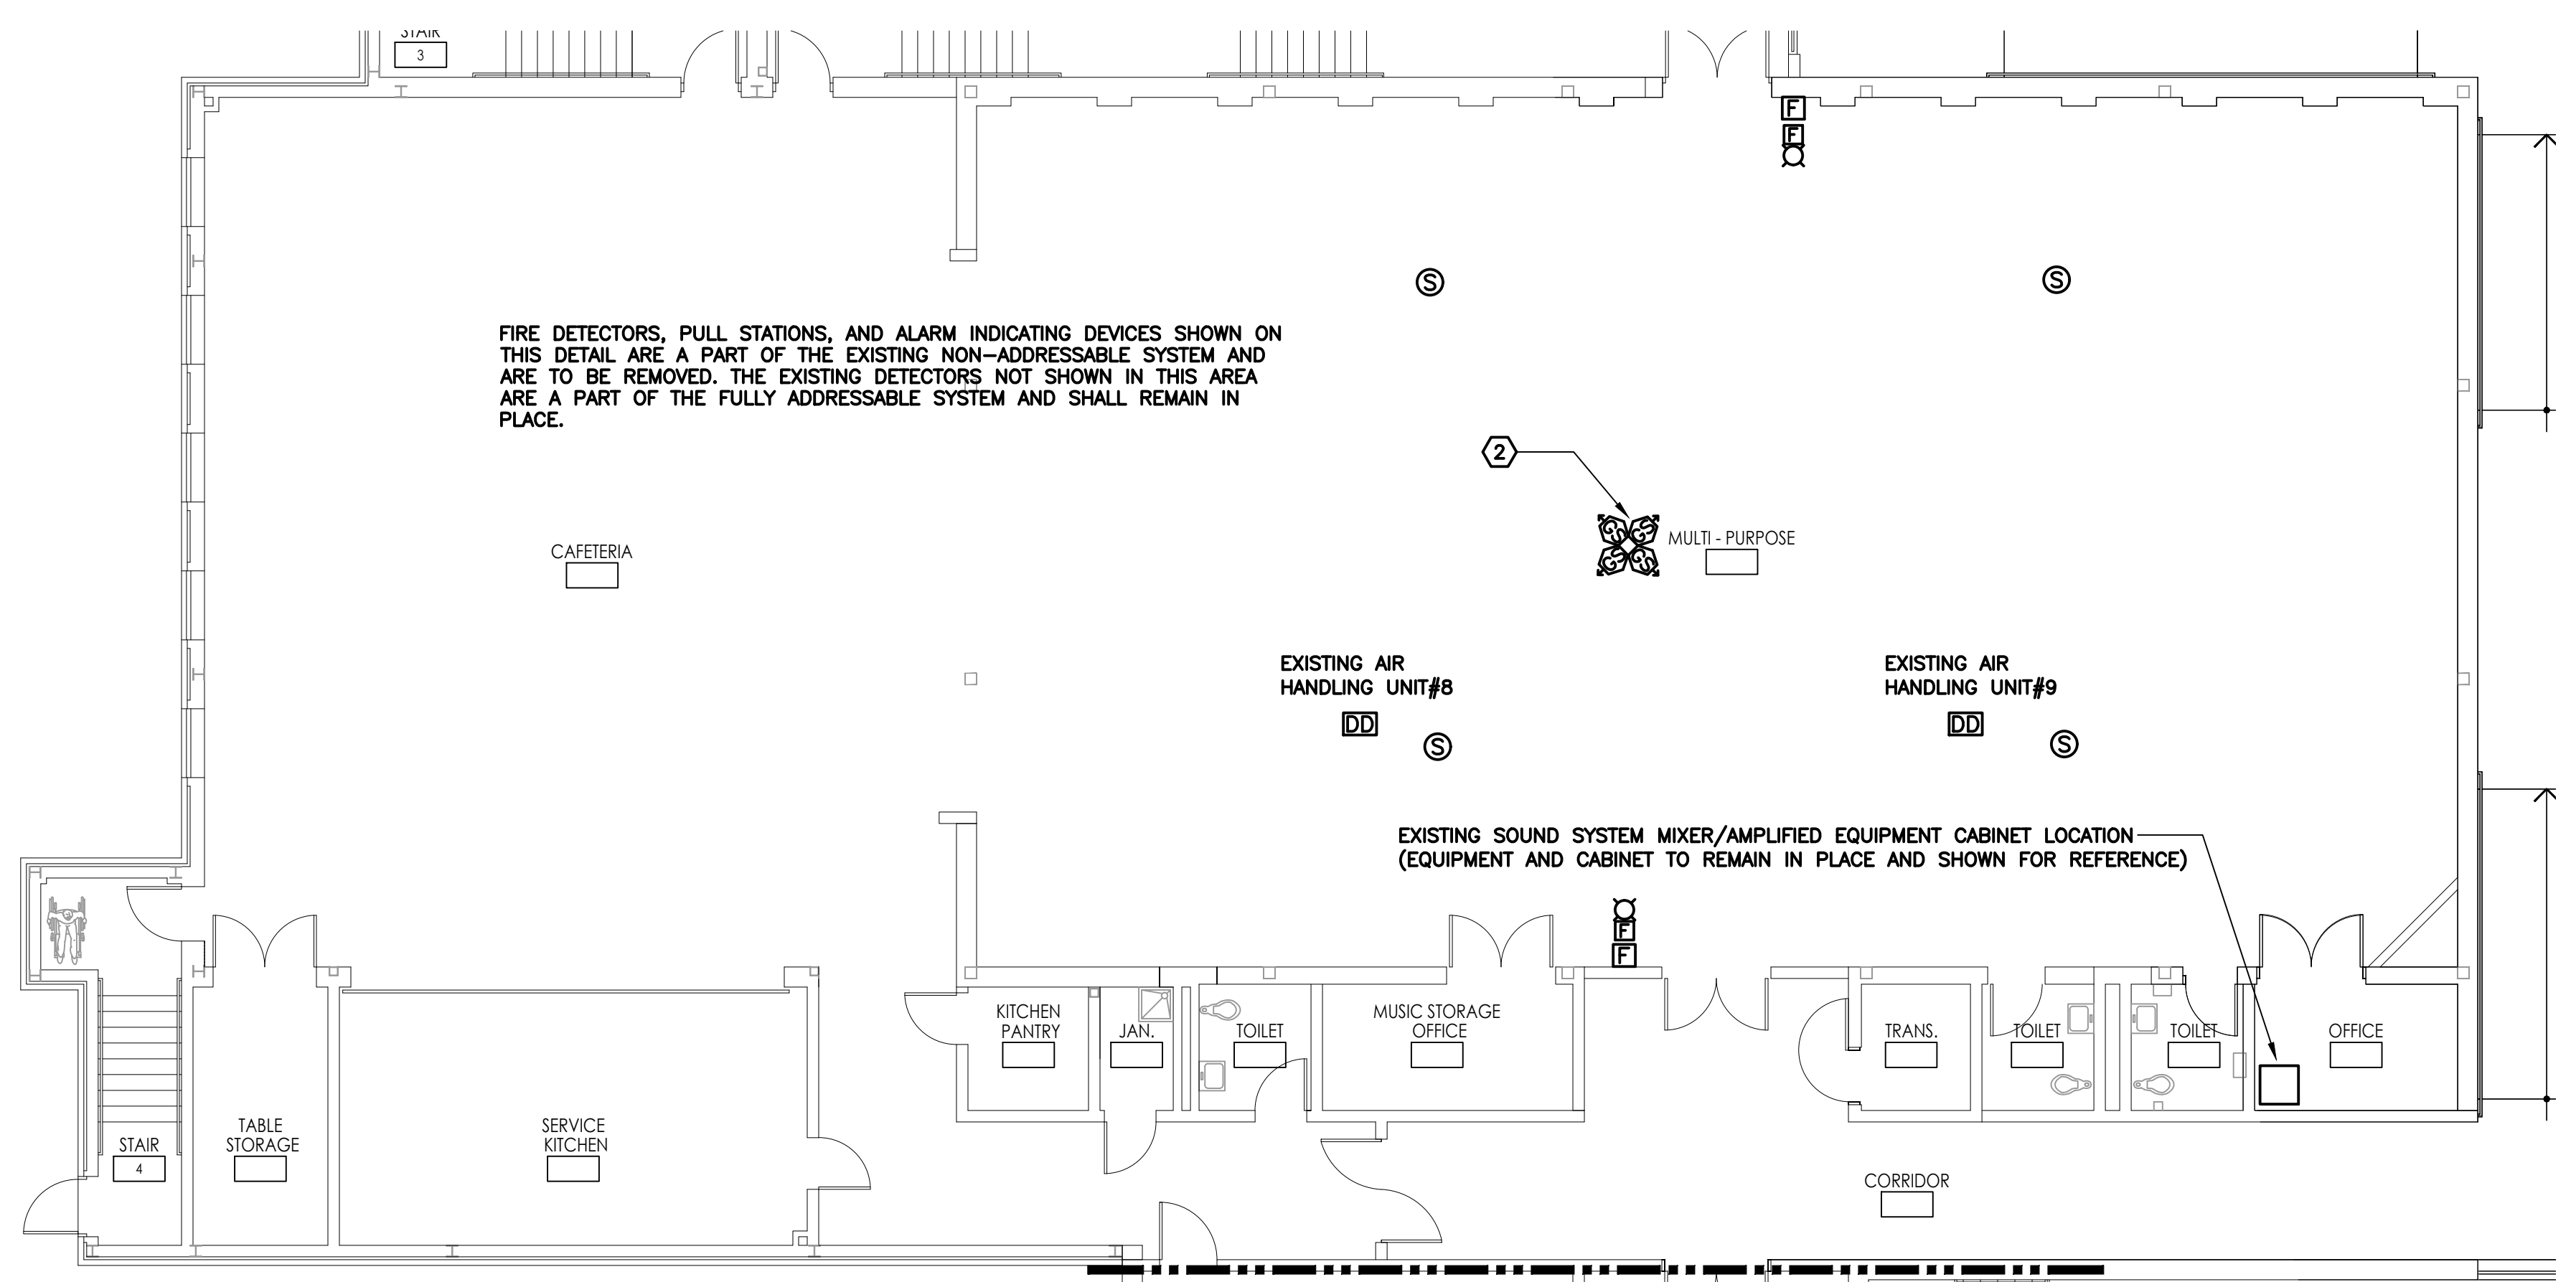 STAIR
3
F
F
S
S
FIRE DETECTORS, PULL STATIONS, AND ALARM INDICATING DEVICES SHOWN ON
THIS DETAIL ARE A PART OF THE EXISTING NON-ADDRESSABLE SYSTEM AND
ARE TO BE REMOVED. THE EXISTING DETECTORS NOT SHOWN IN THIS AREA
ARE A PART OF THE FULLY ADDRESSABLE SYSTEM AND SHALL REMAIN IN
PLACE.
2
GS GS
GS GS
MULTI - PURPOSE
CAFETERIA
EXISTING AIR
HANDLING UNIT#8
DD
S
EXISTING AIR
HANDLING UNIT#9
DD
S
EXISTING SOUND SYSTEM MIXER/AMPLIFIED EQUIPMENT CABINET LOCATION
(EQUIPMENT AND CABINET TO REMAIN IN PLACE AND SHOWN FOR REFERENCE)
F
F
KITCHEN
PANTRY
JAN.
TOILET
MUSIC STORAGE
OFFICE
TRANS.
TOILET
TOILET
OFFICE
STAIR
4
TABLE
STORAGE
SERVICE
KITCHEN
CORRIDOR